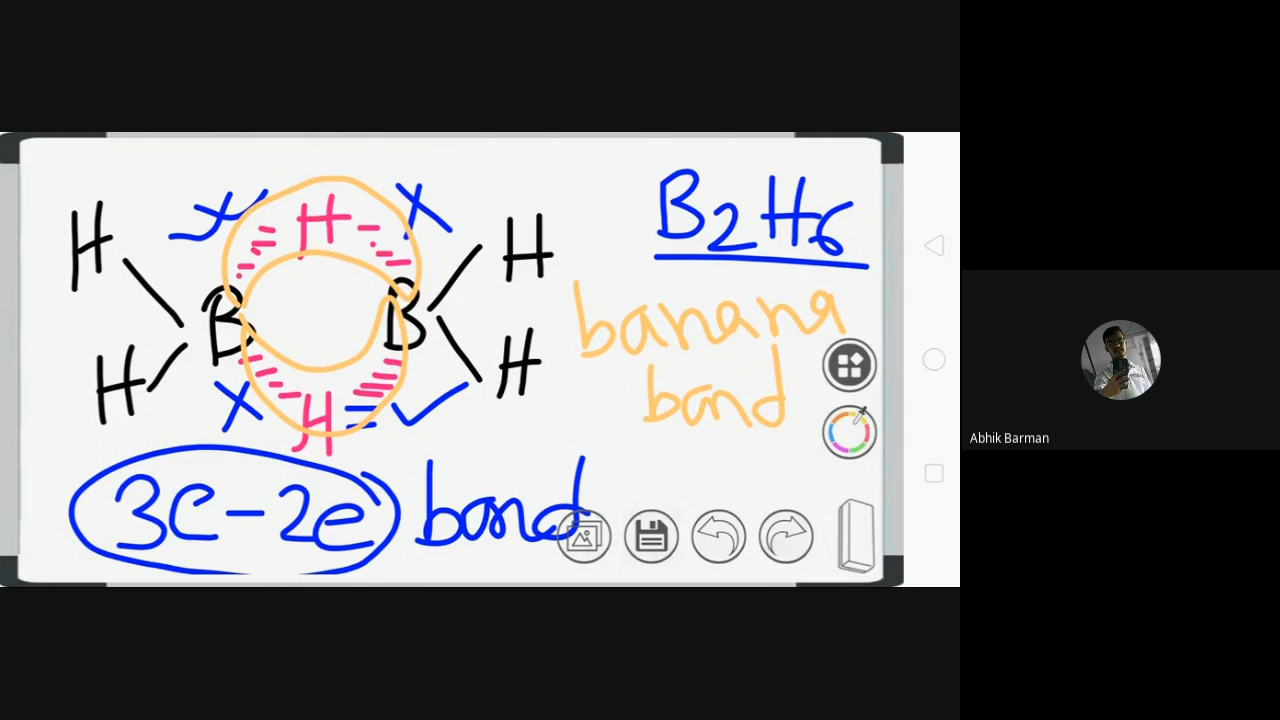 H H H B₂H₆
B B banana
H H H bond
3C-2e bond
Abhik Barman